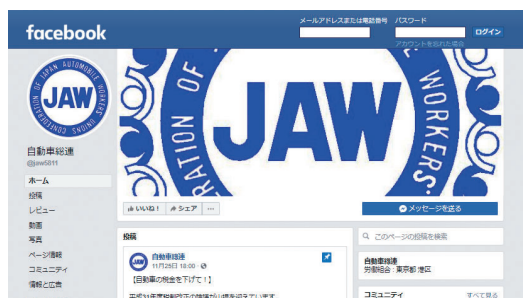 facebook
メールアドレスまたは電話番号 パスワード
ログイン
アカウントを忘れた場合
CONFEDERATION OF JAPAN AUTOMOBILE WORKERS' UNIONS
JAW
RATION OF
JAW
WORKERS'
自動車総連
@jaw5011
ホーム
投稿
レビュー
動画
写真
ページ情報
コミュニティ
情報と広告
いいね! シェア ...
メッセージを送る
投稿
このページの投稿を検索
JAW
自動車総連
11月25日 18:00
【自動車の税金を下げて!】
自動車総連
労働組合・東京都 港区
コミュニティ すべて見る